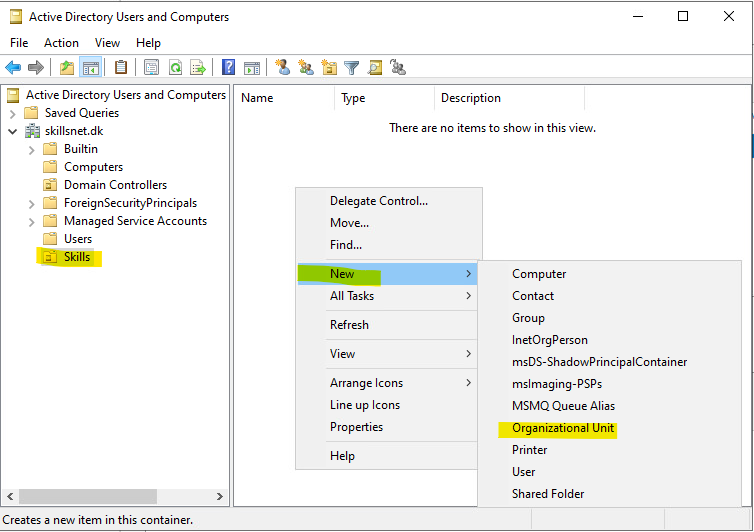 Active Directory Users and Computers
File Action View Help
Active Directory Users and Computers
Saved Queries
skillsnet.dk
Builtin
Computers
Domain Controllers
ForeignSecurityPrincipals
Managed Service Accounts
Users
Skills
Name Type Description
There are no items to show in this view.
Delegate Control...
Move...
Find...
New
All Tasks
Refresh
View
Arrange Icons
Line up Icons
Properties
Help
Computer
Contact
Group
InetOrgPerson
msDS-ShadowPrincipalContainer
msImaging-PSPs
MSMQ Queue Alias
Organizational Unit
Printer
User
Shared Folder
Creates a new item in this container.